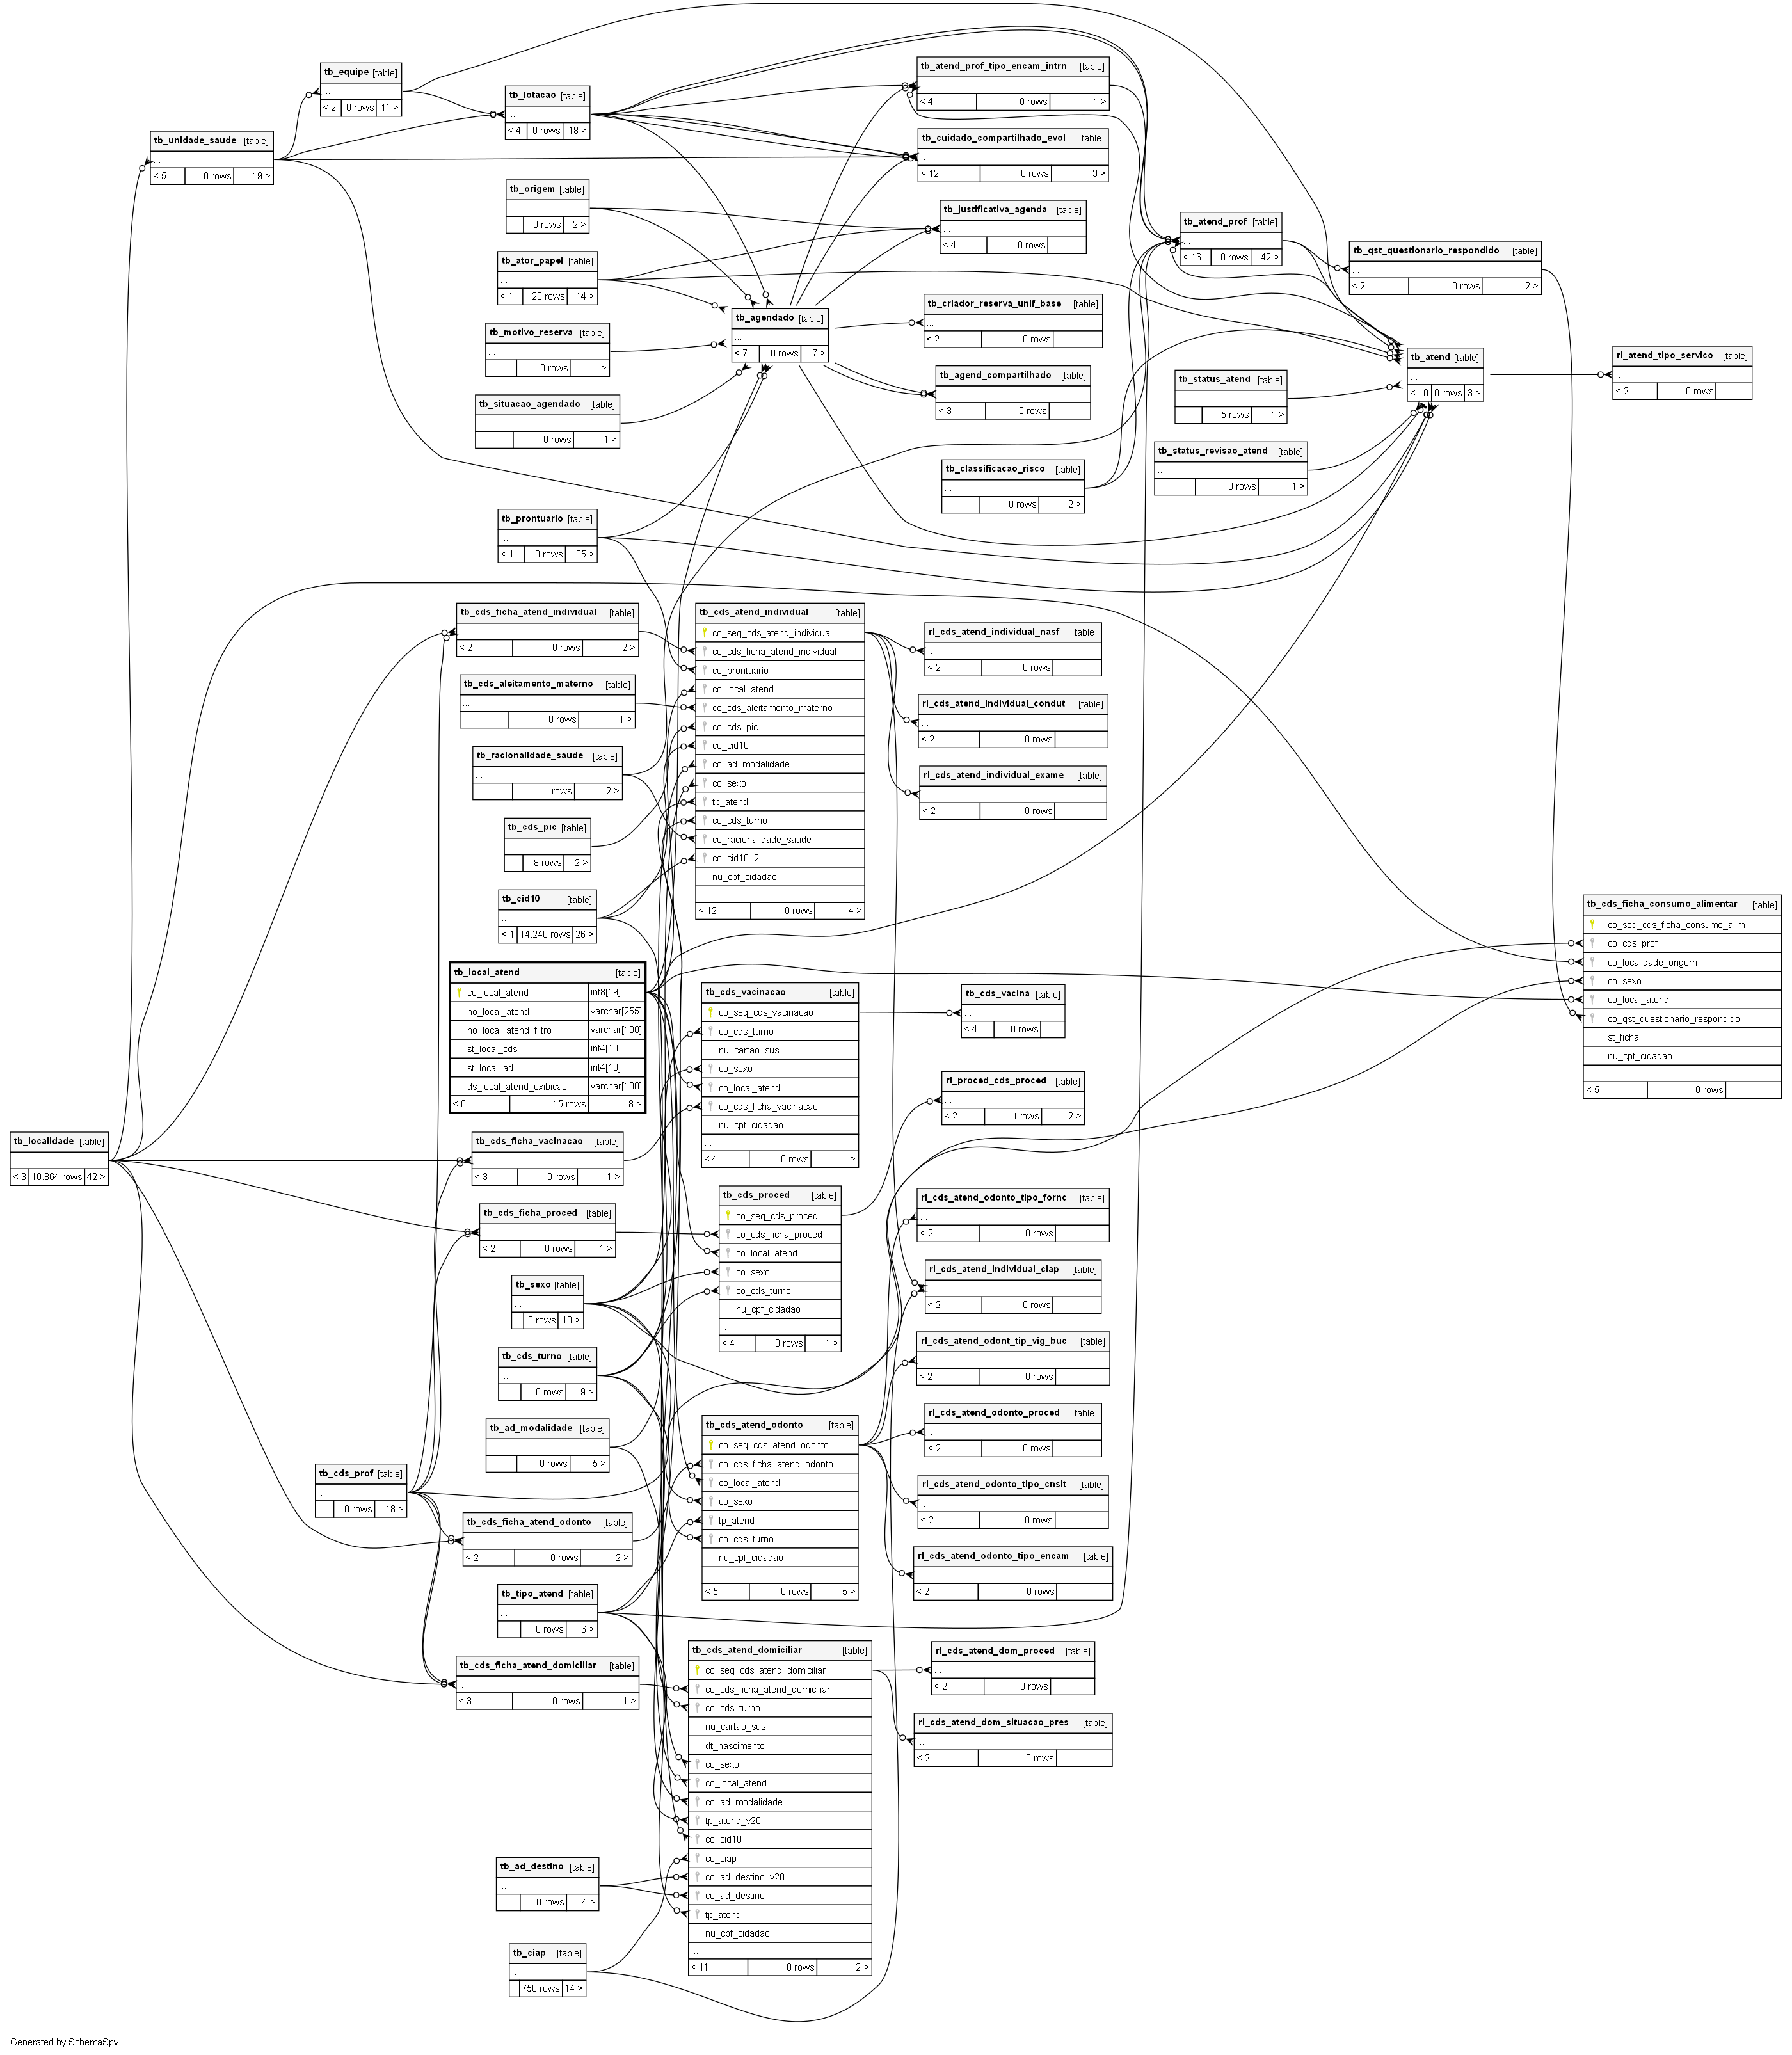 tb_equipe [table]
...
< 2 0 rows 11 >
tb_lotacao [table]
...
< 4 0 rows 18 >
tb_unidade_saude [table]
...
< 5 0 rows 19 >
tb_origem [table]
...
0 rows 2 >
tb_ator_papel [table]
...
< 1 20 rows 14 >
tb_motivo_reserva [table]
...
0 rows 1 >
tb_situacao_agendado [table]
...
0 rows 1 >
tb_agendado [table]
...
< 7 0 rows 7 >
tb_prontuario [table]
...
< 1 0 rows 35 >
tb_atend_prof_tipo_encam_intrn [table]
...
< 4 0 rows 1 >
tb_cuidado_compartilhado_evol [table]
...
< 12 0 rows 3 >
tb_justificativa_agenda [table]
...
< 4 0 rows
tb_criador_reserva_unif_base [table]
...
< 2 0 rows
tb_agend_compartilhado [table]
...
< 3 0 rows
tb_classificacao_risco [table]
...
0 rows 2 >
tb_atend_prof [table]
...
< 16 0 rows 42 >
tb_qst_questionario_respondido [table]
...
< 2 0 rows 2 >
tb_status_atend [table]
...
5 rows 1 >
tb_status_revisao_atend [table]
...
0 rows 1 >
tb_atend [table]
...
< 10 0 rows 3 >
rl_atend_tipo_servico [table]
...
< 2 0 rows
tb_cds_ficha_atend_individual [table]
...
< 2 0 rows 2 >
tb_cds_aleitamento_materno [table]
...
0 rows 1 >
tb_racionalidade_saude [table]
...
0 rows 2 >
tb_cds_pic [table]
...
8 rows 2 >
tb_cid10 [table]
...
< 1 14.240 rows 26 >
tb_cds_atend_individual [table]
co_seq_cds_atend_individual
co_cds_ficha_atend_individual
co_prontuario
co_local_atend
co_cds_aleitamento_materno
co_cds_pic
co_cid10
co_ad_modalidade
co_sexo
tp_atend
co_cds_turno
co_racionalidade_saude
co_cid10_2
nu_cpf_cidadao
...
< 12 0 rows 4 >
rl_cds_atend_individual_nasf [table]
...
< 2 0 rows
rl_cds_atend_individual_condut [table]
...
< 2 0 rows
rl_cds_atend_individual_exame [table]
...
< 2 0 rows
tb_cds_ficha_consumo_alimentar [table]
co_seq_cds_ficha_consumo_alim
co_cds_prof
co_localidade_origem
co_sexo
co_local_atend
co_qst_questionario_respondido
st_ficha
nu_cpf_cidadao
...
< 5 0 rows
tb_local_atend [table]
co_local_atend int8[19]
no_local_atend varchar[255]
no_local_atend_filtro varchar[100]
st_local_cds int4[10]
st_local_ad int4[10]
ds_local_atend_exibicao varchar[100]
< 0 15 rows 8 >
tb_cds_vacinacao [table]
co_seq_cds_vacinacao
co_cds_turno
nu_cartao_sus
co_sexo
co_local_atend
co_cds_ficha_vacinacao
nu_cpf_cidadao
...
< 4 0 rows 1 >
tb_cds_vacina [table]
...
< 4 0 rows
rl_proced_cds_proced [table]
...
< 2 0 rows 2 >
tb_localidade [table]
...
< 3 10.864 rows 42 >
tb_cds_ficha_vacinacao [table]
...
< 3 0 rows 1 >
tb_cds_ficha_proced [table]
...
< 2 0 rows 1 >
tb_sexo [table]
...
0 rows 13 >
tb_cds_turno [table]
...
0 rows 9 >
tb_ad_modalidade [table]
...
0 rows 5 >
tb_cds_prof [table]
...
0 rows 18 >
tb_cds_ficha_atend_odonto [table]
...
< 2 0 rows 2 >
tb_tipo_atend [table]
...
0 rows 6 >
tb_cds_ficha_atend_domiciliar [table]
...
< 3 0 rows 1 >
tb_cds_proced [table]
co_seq_cds_proced
co_cds_ficha_proced
co_local_atend
co_sexo
co_cds_turno
nu_cpf_cidadao
...
< 4 0 rows 1 >
tb_cds_atend_odonto [table]
co_seq_cds_atend_odonto
co_cds_ficha_atend_odonto
co_local_atend
co_sexo
tp_atend
co_cds_turno
nu_cpf_cidadao
...
< 5 0 rows 5 >
rl_cds_atend_odonto_tipo_fornc [table]
...
< 2 0 rows
rl_cds_atend_individual_ciap [table]
...
< 2 0 rows
rl_cds_atend_odont_tip_vig_buc [table]
...
< 2 0 rows
rl_cds_atend_odonto_proced [table]
...
< 2 0 rows
rl_cds_atend_odonto_tipo_cnslt [table]
...
< 2 0 rows
rl_cds_atend_odonto_tipo_encam [table]
...
< 2 0 rows
tb_cds_atend_domiciliar [table]
co_seq_cds_atend_domiciliar
co_cds_ficha_atend_domiciliar
co_cds_turno
nu_cartao_sus
dt_nascimento
co_sexo
co_local_atend
co_ad_modalidade
tp_atend_v20
co_cid10
co_ciap
co_ad_destino_v20
co_ad_destino
tp_atend
nu_cpf_cidadao
...
< 11 0 rows 2 >
rl_cds_atend_dom_proced [table]
...
< 2 0 rows
rl_cds_atend_dom_situacao_pres [table]
...
< 2 0 rows
tb_ad_destino [table]
...
0 rows 4 >
tb_ciap [table]
...
750 rows 14 >
Generated by SchemaSpy